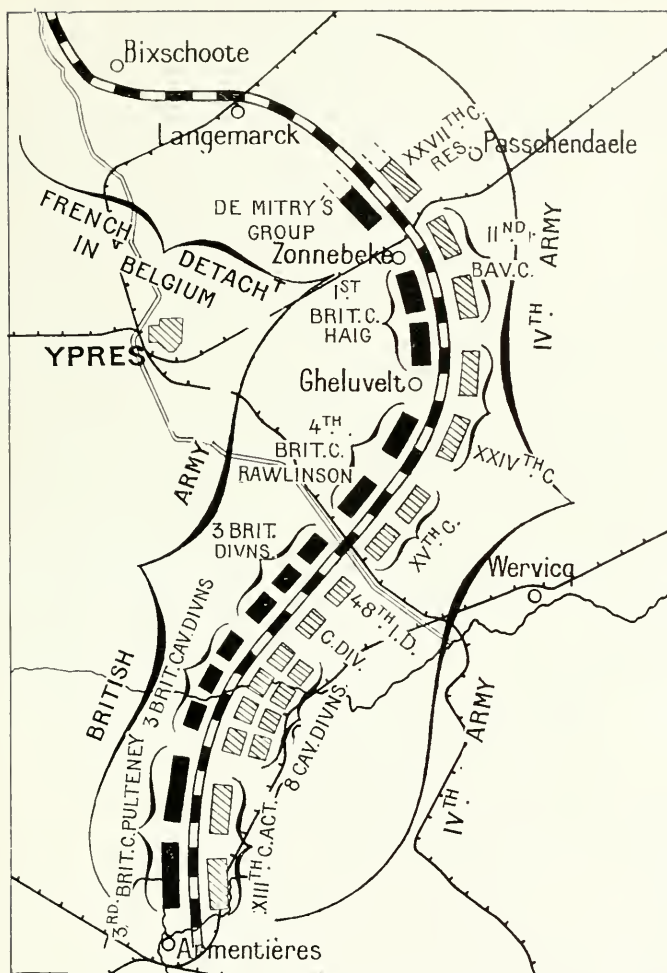 Bixschoote
Langemarck
XXVII TH C.
RES.
Passchendaele
DE MITRY'S
GROUP
FRENCH DETACHT
IN BELGIUM
Zonnebeke
II ND
BAV. C.
IV TH ARMY
1 ST
BRIT. C.
HAIG
YPRES
Gheluvelt
4 TH
BRIT. C.
RAWLINSON
XXIV TH C.
BRITISH ARMY
3 BRIT.
DIVNS
XV TH C.
Wervicq
48 TH I.D.
3 BRIT. CAV. DIVNS
C. DIV.
8 CAV. DIVNS
IV TH ARMY
3 RD. BRIT. C. PULTENEY
XIII TH C. ACT.
Armentières